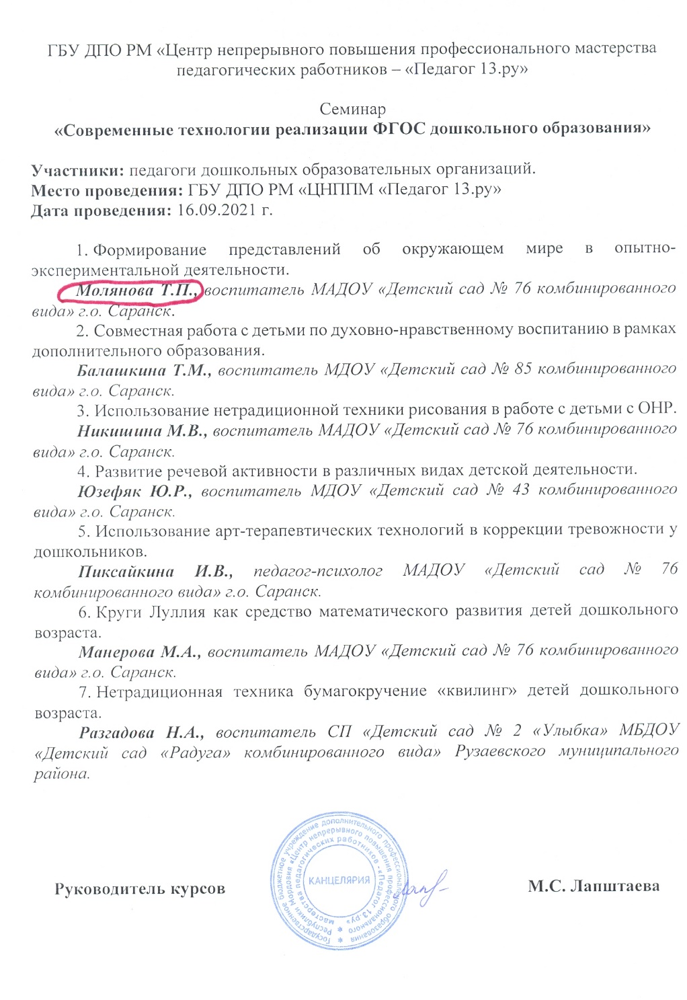 ГБУ ДПО РМ «Центр непрерывного повышения профессионального мастерства
педагогических работников – «Педагог 13.ру»
Семинар
«Современные технологии реализации ФГОС дошкольного образования»
Участники: педагоги дошкольных образовательных организаций.
Место проведения: ГБУ ДПО РМ «ЦНППМ «Педагог 13.ру»
Дата проведения: 16.09.2021 г.
1. Формирование представлений об окружающем мире в опытно-
экспериментальной деятельности.
Молянова Т.П., воспитатель МАДОУ «Детский сад № 76 комбинированного
вида» г.о. Саранск.
2. Совместная работа с детьми по духовно-нравственному воспитанию в рамках
дополнительного образования.
Балашкина Т.М., воспитатель МДОУ «Детский сад № 85 комбинированного
вида» г.о. Саранск.
3. Использование нетрадиционной техники рисования в работе с детьми с ОНР.
Никишина М.В., воспитатель МАДОУ «Детский сад № 76 комбинированного
вида» г.о. Саранск.
4. Развитие речевой активности в различных видах детской деятельности.
Юзефяк Ю.Р., воспитатель МДОУ «Детский сад № 43 комбинированного
вида» г.о. Саранск.
5. Использование арт-терапевтических технологий в коррекции тревожности у
дошкольников.
Пиксайкина И.В., педагог-психолог МАДОУ «Детский сад № 76
комбинированного вида» г.о. Саранск.
6. Круги Луллия как средство математического развития детей дошкольного
возраста.
Манерова М.А., воспитатель МАДОУ «Детский сад № 76 комбинированного
вида» г.о. Саранск.
7. Нетрадиционная техника бумагокручение «квилинг» детей дошкольного
возраста.
Разгадова Н.А., воспитатель СП «Детский сад № 2 «Улыбка» МБДОУ
«Детский сад «Радуга» комбинированного вида» Рузаевского муниципального
района.
Государственное бюджетное учреждение дополнительного профессионального образования
Республики Мордовия «Центр непрерывного повышения профессионального
мастерства педагогических работников - «Педагог 13.ру»
КАНЦЕЛЯРИЯ
Руководитель курсов
М.С. Лапштаева